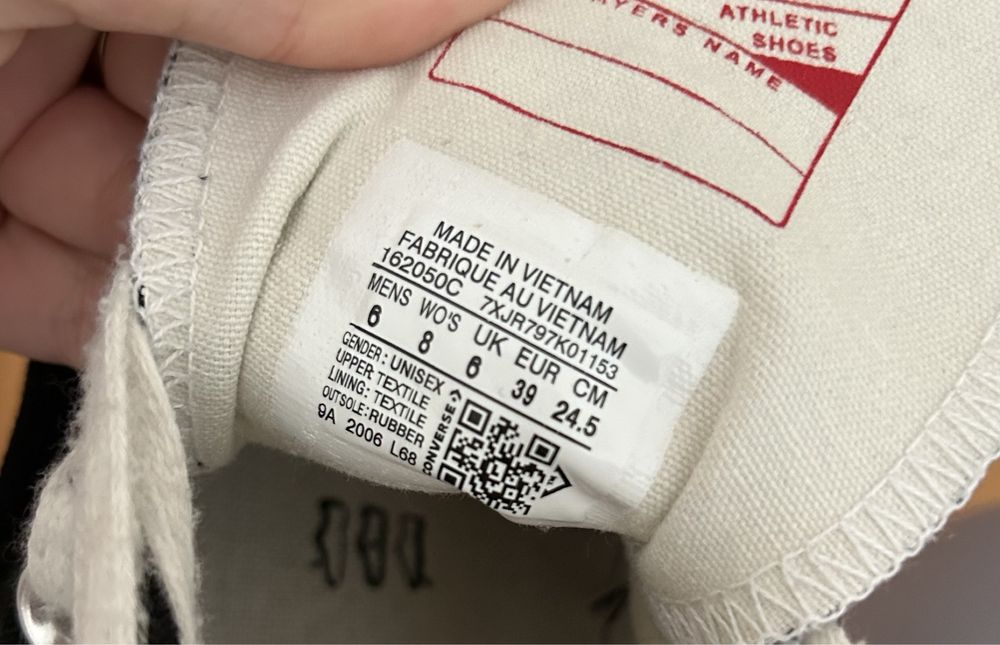 ATHLETIC
SHOES
YERS NAME
MADE IN VIETNAM
FABRIQUE AU VIETNAM
162050C 7XJR797K01153
MENS WO'S UK EUR CM
6 8 6 39 24.5
GENDER: UNISEX
UPPER: TEXTILE
LINING: TEXTILE
OUTSOLE: RUBBER
9A 2006 L68
CONVERSE